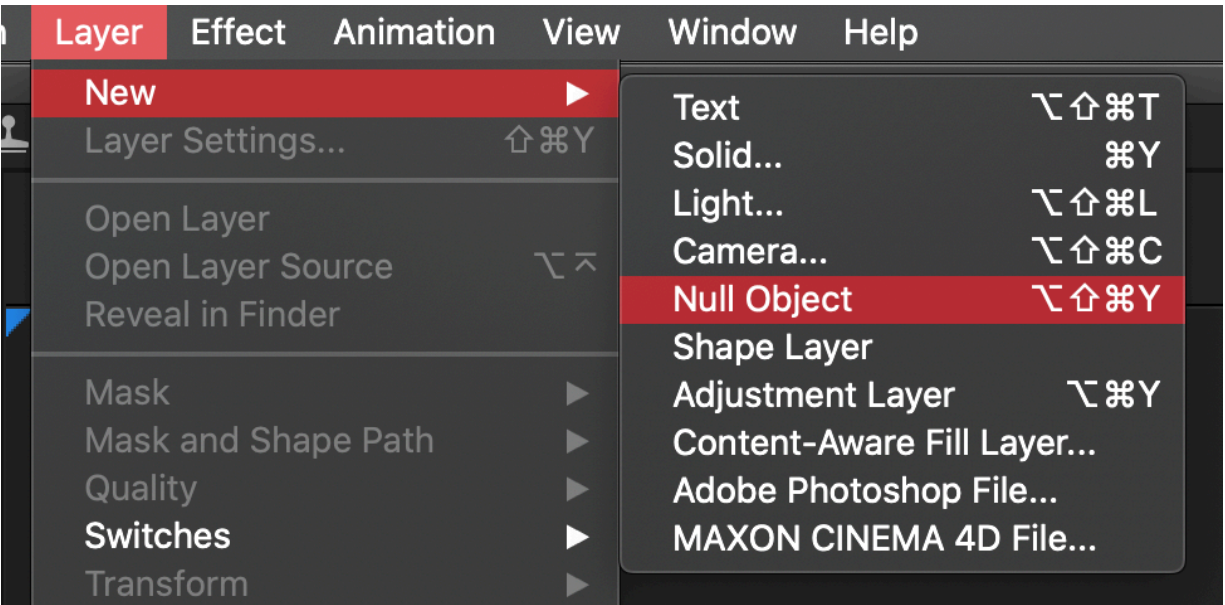 Layer Effect Animation View Window Help
New ▶
Layer Settings... ⇧⌘Y
Open Layer
Open Layer Source ⌥⌤
Reveal in Finder
Mask ▶
Mask and Shape Path ▶
Quality ▶
Switches ▶
Transform ▶
Text ⌥⇧⌘T
Solid... ⌘Y
Light... ⌥⇧⌘L
Camera... ⌥⇧⌘C
Null Object ⌥⇧⌘Y
Shape Layer
Adjustment Layer ⌥⌘Y
Content-Aware Fill Layer...
Adobe Photoshop File...
MAXON CINEMA 4D File...